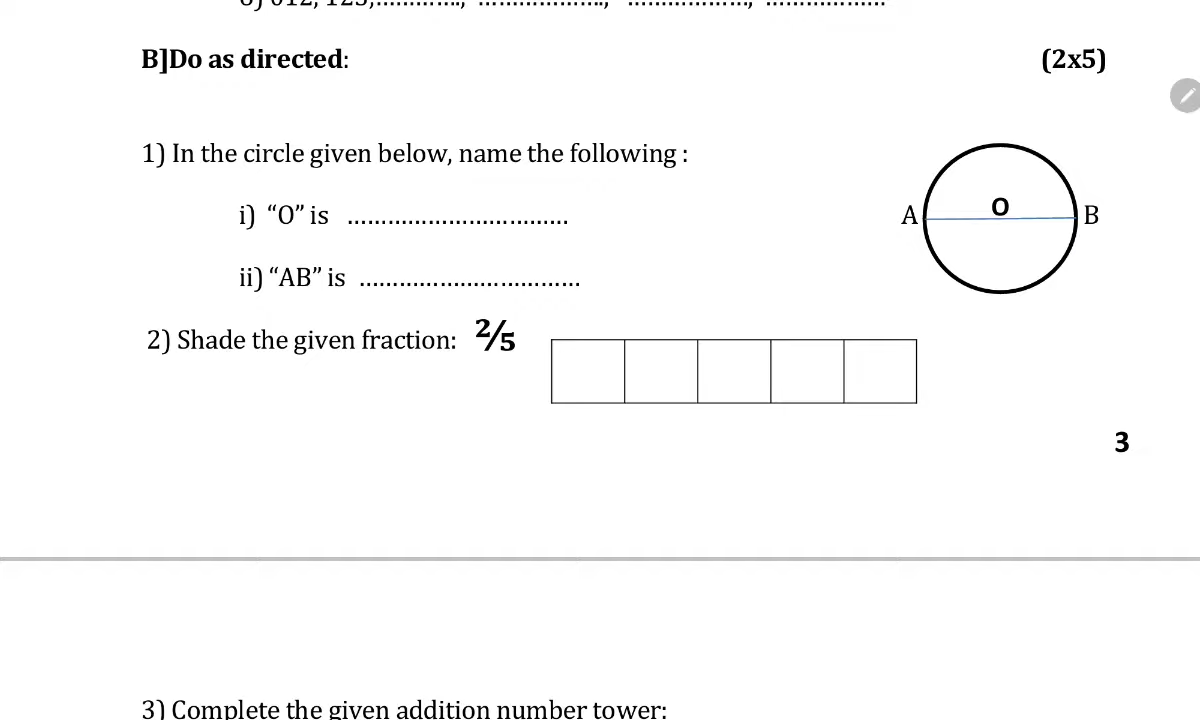 B]Do as directed: (2x5)
1) In the circle given below, name the following :
i) “O” is .................................
A O B
ii) “AB” is .................................
2) Shade the given fraction: ⅖
3
3) Complete the given addition number tower: